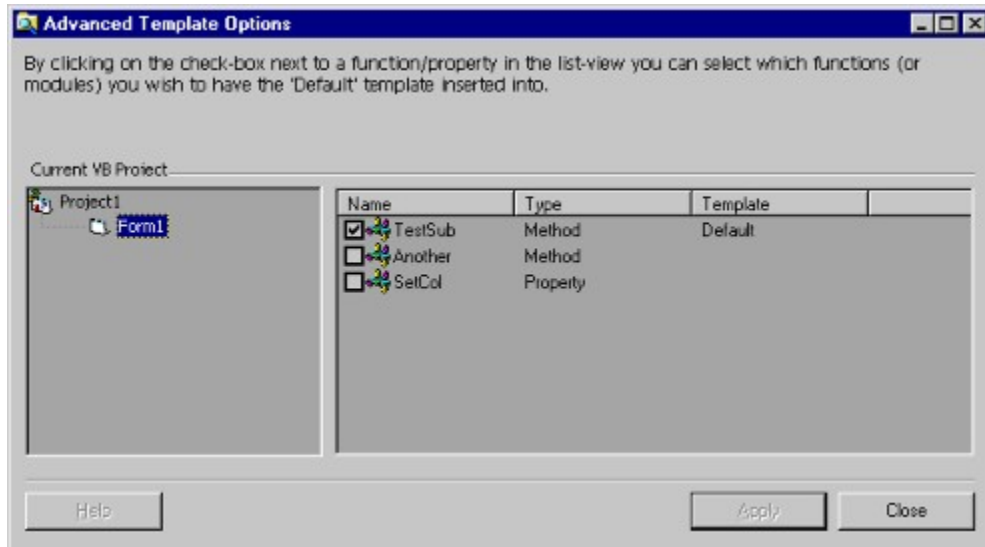 Advanced Template Options
By clicking on the check-box next to a function/property in the list-view you can select which functions (or
modules) you wish to have the 'Default' template inserted into.
Current VB Project
Project1
Form1
Name Type Template
TestSub Method Default
Another Method
SetCol Property
Help Apply Close